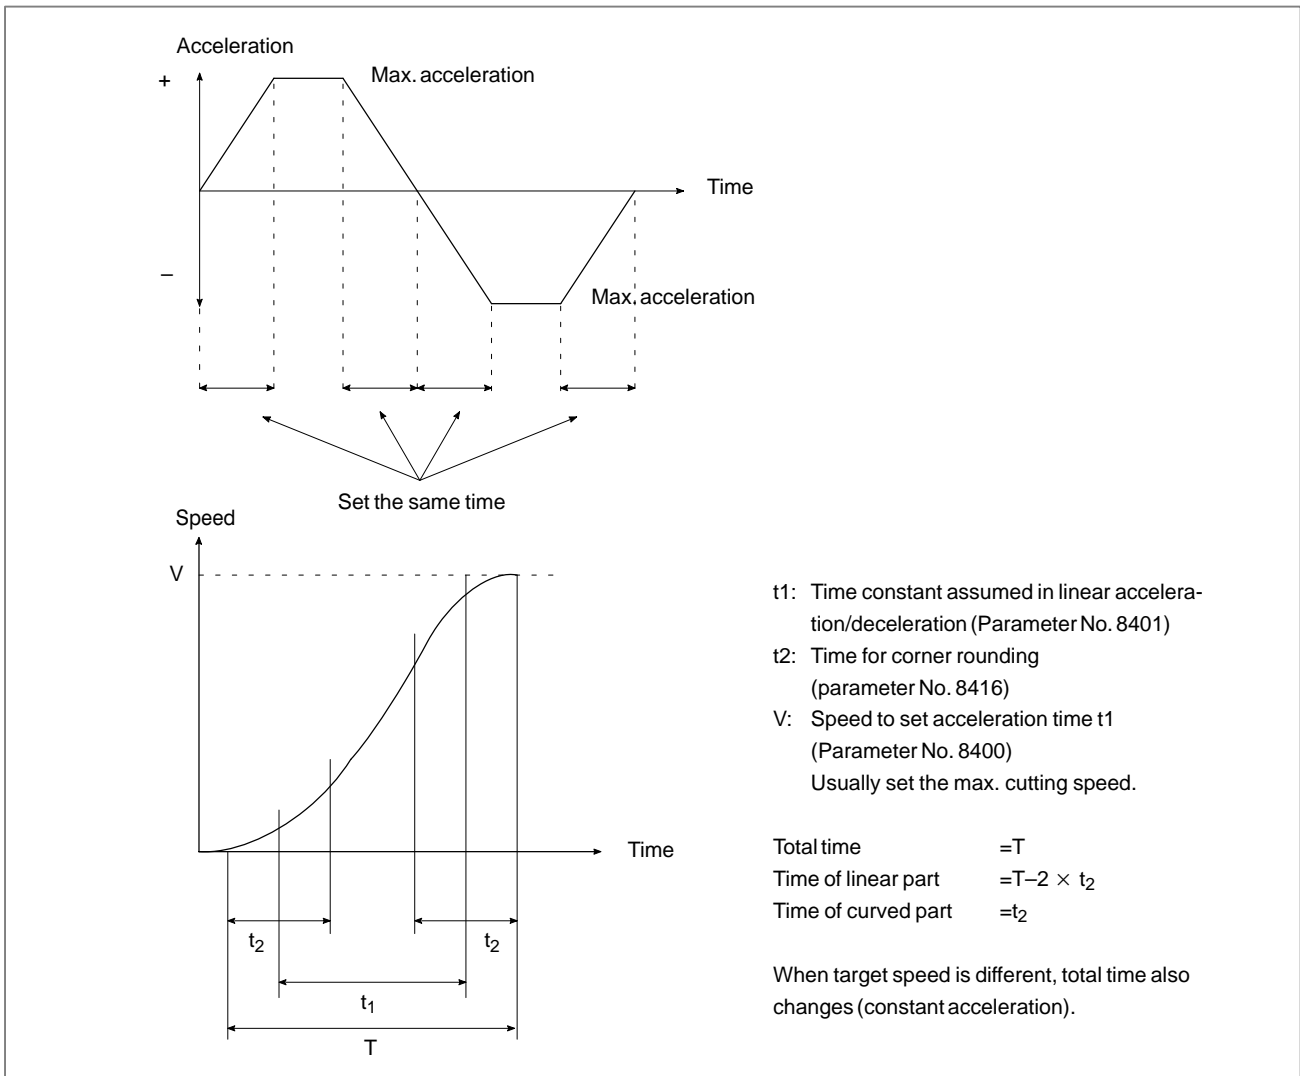 Acceleration
+
Max. acceleration
Time
–
Max. acceleration
Set the same time
Speed
V
Time
t2
t2
t1
T
t1: Time constant assumed in linear accelera-
tion/deceleration (Parameter No. 8401)
t2: Time for corner rounding
(parameter No. 8416)
V: Speed to set acceleration time t1
(Parameter No. 8400)
Usually set the max. cutting speed.
Total time =T
Time of linear part =T–2 × t2
Time of curved part =t2
When target speed is different, total time also
changes (constant acceleration).